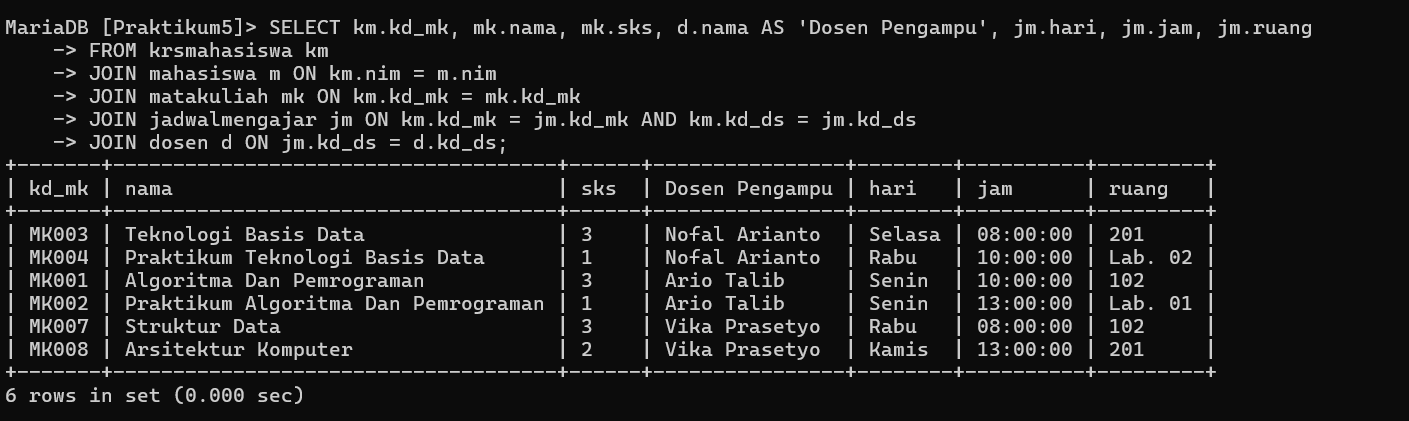 MariaDB [Praktikum5]> SELECT km.kd_mk, mk.nama, mk.sks, d.nama AS 'Dosen Pengampu', jm.hari, jm.jam, jm.ruang
    -> FROM krsmahasiswa km
    -> JOIN mahasiswa m ON km.nim = m.nim
    -> JOIN matakuliah mk ON km.kd_mk = mk.kd_mk
    -> JOIN jadwalmengajar jm ON km.kd_mk = jm.kd_mk AND km.kd_ds = jm.kd_ds
    -> JOIN dosen d ON jm.kd_ds = d.kd_ds;
+-------+-------------------------------------+------+----------------+--------+----------+---------+
| kd_mk | nama                                | sks  | Dosen Pengampu | hari   | jam      | ruang   |
+-------+-------------------------------------+------+----------------+--------+----------+---------+
| MK003 | Teknologi Basis Data                | 3    | Nofal Arianto  | Selasa | 08:00:00 | 201     |
| MK004 | Praktikum Teknologi Basis Data      | 1    | Nofal Arianto  | Rabu   | 10:00:00 | Lab. 02 |
| MK001 | Algoritma Dan Pemrograman           | 3    | Ario Talib     | Senin  | 10:00:00 | 102     |
| MK002 | Praktikum Algoritma Dan Pemrograman | 1    | Ario Talib     | Senin  | 13:00:00 | Lab. 01 |
| MK007 | Struktur Data                       | 3    | Vika Prasetyo  | Rabu   | 08:00:00 | 102     |
| MK008 | Arsitektur Komputer                 | 2    | Vika Prasetyo  | Kamis  | 13:00:00 | 201     |
+-------+-------------------------------------+------+----------------+--------+----------+---------+
6 rows in set (0.000 sec)